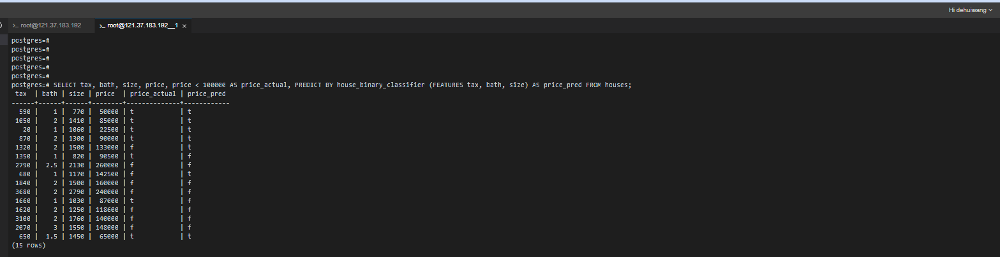 Hi dehuiwang
>_ root@121.37.183.192 >_ root@121.37.183.192__1 ×
postgres=#
postgres=#
postgres=#
postgres=#
postgres=#
postgres=# SELECT tax, bath, size, price, price < 100000 AS price_actual, PREDICT BY house_binary_classifier (FEATURES tax, bath, size) AS price_pred FROM houses;
 tax  | bath | size | price  | price_actual | price_pred
------+------+------+--------+--------------+------------
  590 |    1 |  770 |  50000 | t            | t
 1050 |    2 | 1410 |  85000 | t            | t
   20 |    1 | 1060 |  22500 | t            | t
  870 |    2 | 1300 |  90000 | t            | t
 1320 |    2 | 1500 | 133000 | f            | t
 1350 |    1 |  820 |  90500 | t            | f
 2790 |  2.5 | 2130 | 260000 | f            | f
  680 |    1 | 1170 | 142500 | f            | t
 1840 |    2 | 1500 | 160000 | f            | f
 3680 |    2 | 2790 | 240000 | f            | f
 1660 |    1 | 1030 |  87000 | t            | f
 1620 |    2 | 1250 | 118600 | f            | f
 3100 |    2 | 1760 | 140000 | f            | f
 2070 |    3 | 1550 | 148000 | f            | f
  650 |  1.5 | 1450 |  65000 | t            | t
(15 rows)